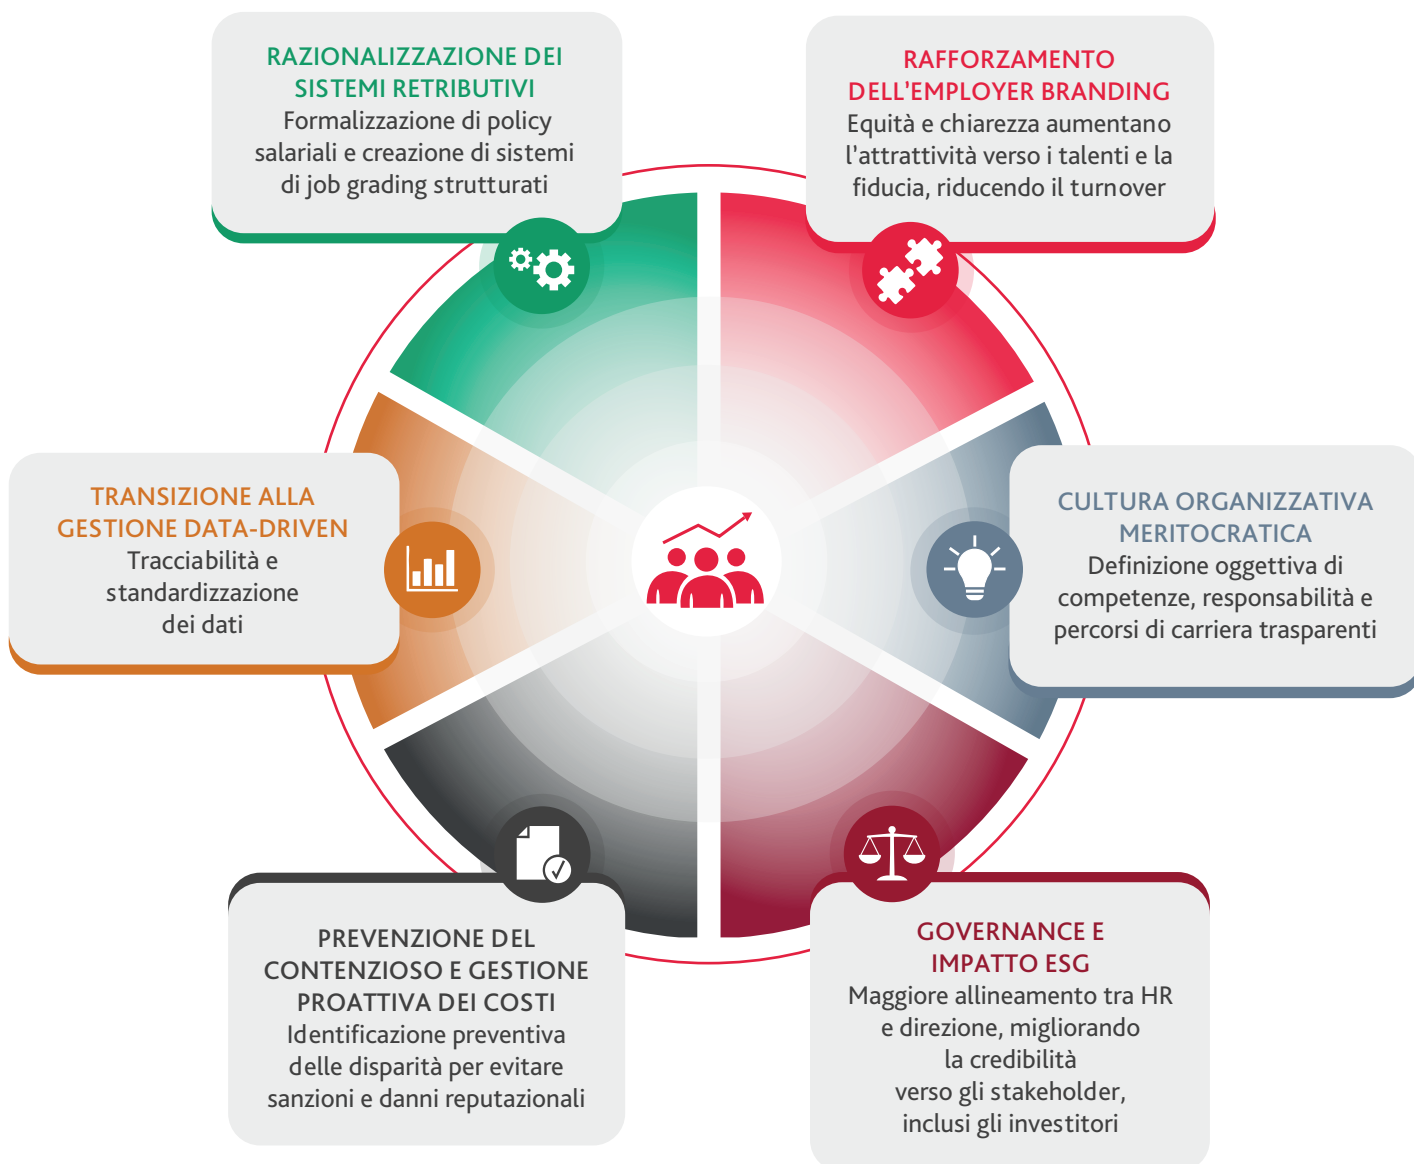 RAZIONALIZZAZIONE DEI
SISTEMI RETRIBUTIVI
Formalizzazione di policy
salariali e creazione di sistemi
di job grading strutturati
RAFFORZAMENTO
DELL'EMPLOYER BRANDING
Equità e chiarezza aumentano
l'attrattività verso i talenti e la
fiducia, riducendo il turnover
TRANSIZIONE ALLA
GESTIONE DATA-DRIVEN
Tracciabilità e
standardizzazione
dei dati
CULTURA ORGANIZZATIVA
MERITOCRATICA
Definizione oggettiva di
competenze, responsabilità e
percorsi di carriera trasparenti
PREVENZIONE DEL
CONTENZIOSO E GESTIONE
PROATTIVA DEI COSTI
Identificazione preventiva
delle disparità per evitare
sanzioni e danni reputazionali
GOVERNANCE E
IMPATTO ESG
Maggiore allineamento tra HR
e direzione, migliorando
la credibilità
verso gli stakeholder,
inclusi gli investitori